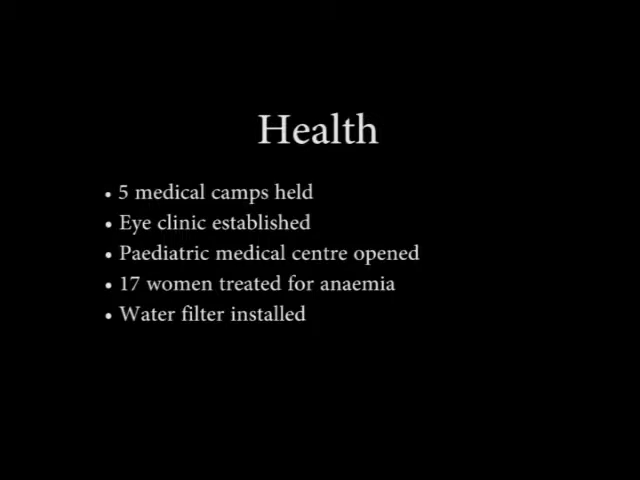 Health
• 5 medical camps held
• Eye clinic established
• Paediatric medical centre opened
• 17 women treated for anaemia
• Water filter installed